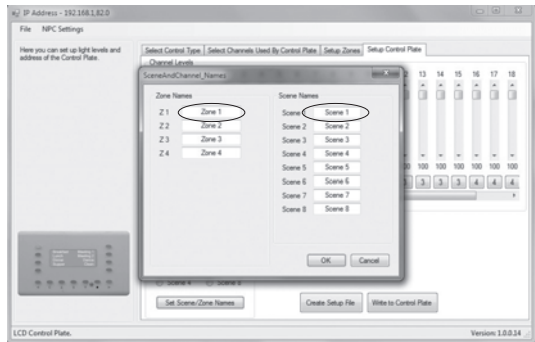 IP Address - 192.168.1,82.0
File NPC Settings
Here you can set up light levels and
address of the Control Plate.
Select Control Type Select Channels Used By Control Plate Setup Zones Setup Control Plate
Channel Levels
SceneAndChannel_Names
Zone Names
Z 1 Zone 1
Z 2 Zone 2
Z 3 Zone 3
Z 4 Zone 4
Scene Names
Scene 1
Scene 2 Scene 2
Scene 3 Scene 3
Scene 4 Scene 4
Scene 5 Scene 5
Scene 6 Scene 6
Scene 7 Scene 7
Scene 8 Scene 8
OK Cancel
2 13 14 15 16 17 18
100 100 100 100 100 100
3 3 3 4 4 4
Scene 4 Scene 8
Set Scene/Zone Names
Create Setup File Write to Control Plate
LCD Control Plate.
Version: 1.0.0.14